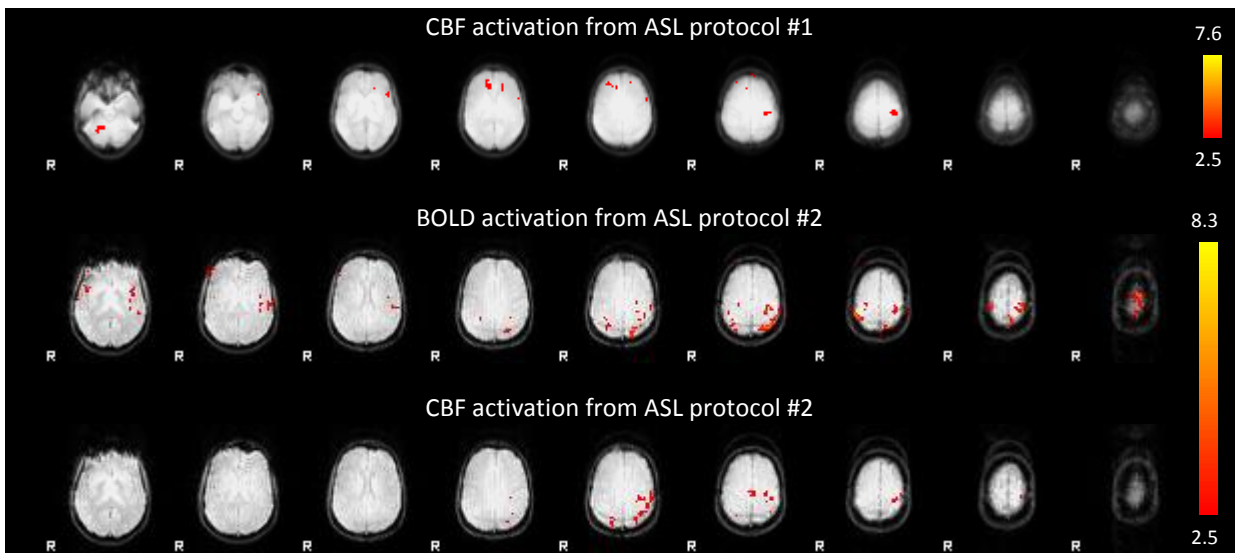 CBF activation from ASL protocol #1
7.6
2.5
R R R R R R R R R
BOLD activation from ASL protocol #2
8.3
R R R R R R R R R
CBF activation from ASL protocol #2
2.5
R R R R R R R R R